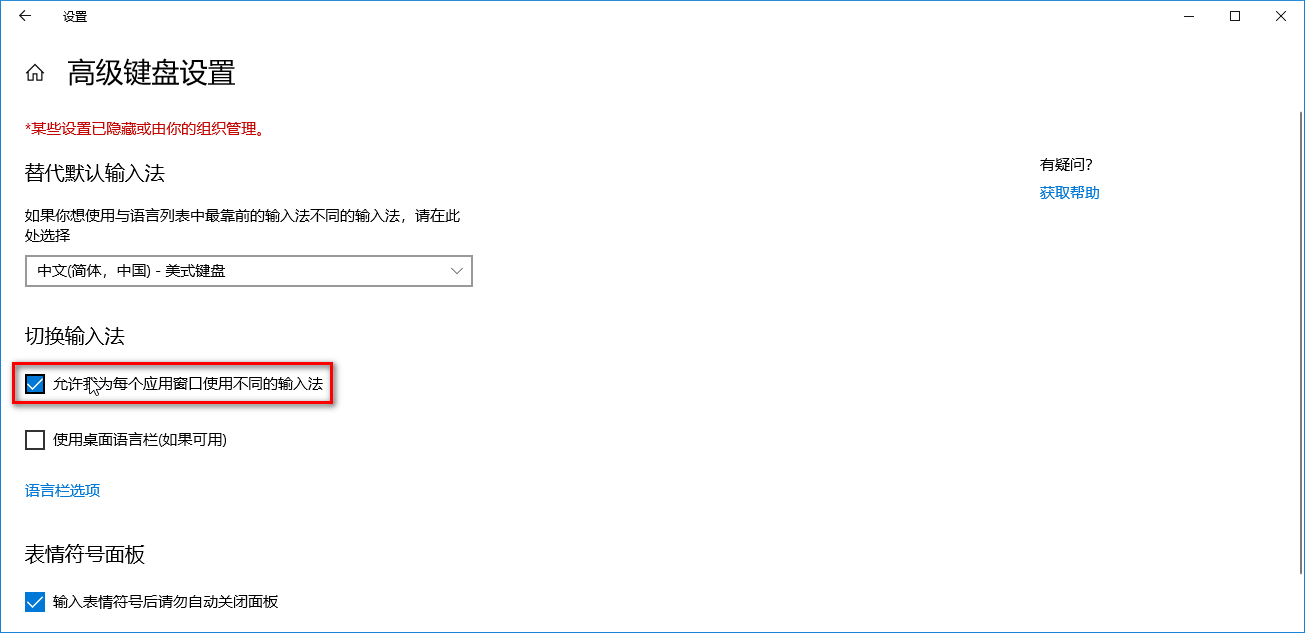 设置
高级键盘设置
*某些设置已隐藏或由你的组织管理。
替代默认输入法
有疑问?
获取帮助
如果你想使用与语言列表中最靠前的输入法不同的输入法，请在此
处选择
中文(简体，中国) - 美式键盘
切换输入法
允许我为每个应用窗口使用不同的输入法
使用桌面语言栏(如果可用)
语言栏选项
表情符号面板
输入表情符号后请勿自动关闭面板